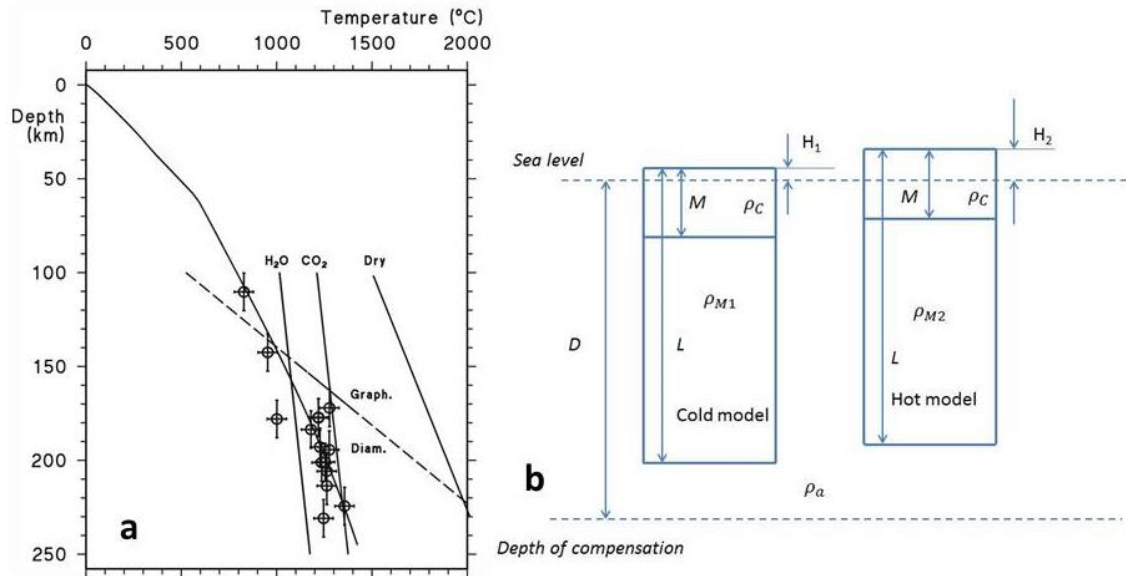 Temperature (°C)
0 500 1000 1500 2000
Depth
(km)
0
50
100
150
200
250
H₂O CO₂ Dry
Graph.
Diam.
a
Sea level
H₁
H₂
M ρC
M ρC
ρM1
ρM2
D
L
L
Cold model
Hot model
ρa
b
Depth of compensation